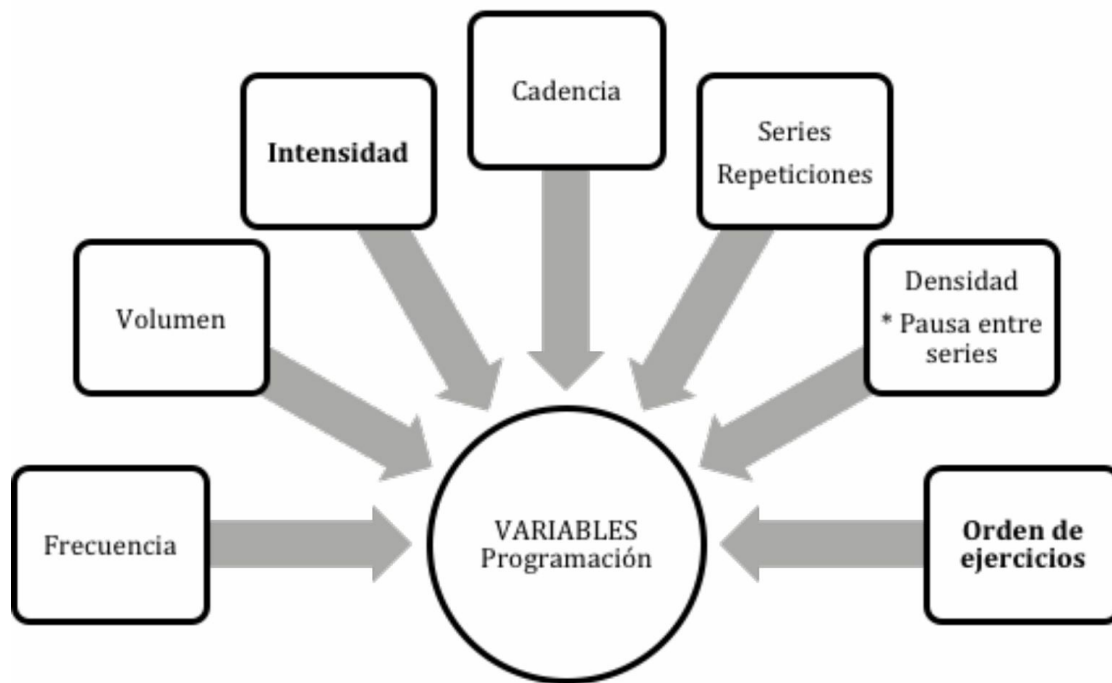 Cadencia
Intensidad
Series
Repeticiones
Volumen
Densidad
* Pausa entre
series
Frecuencia
VARIABLES
Programación
Orden de
ejercicios